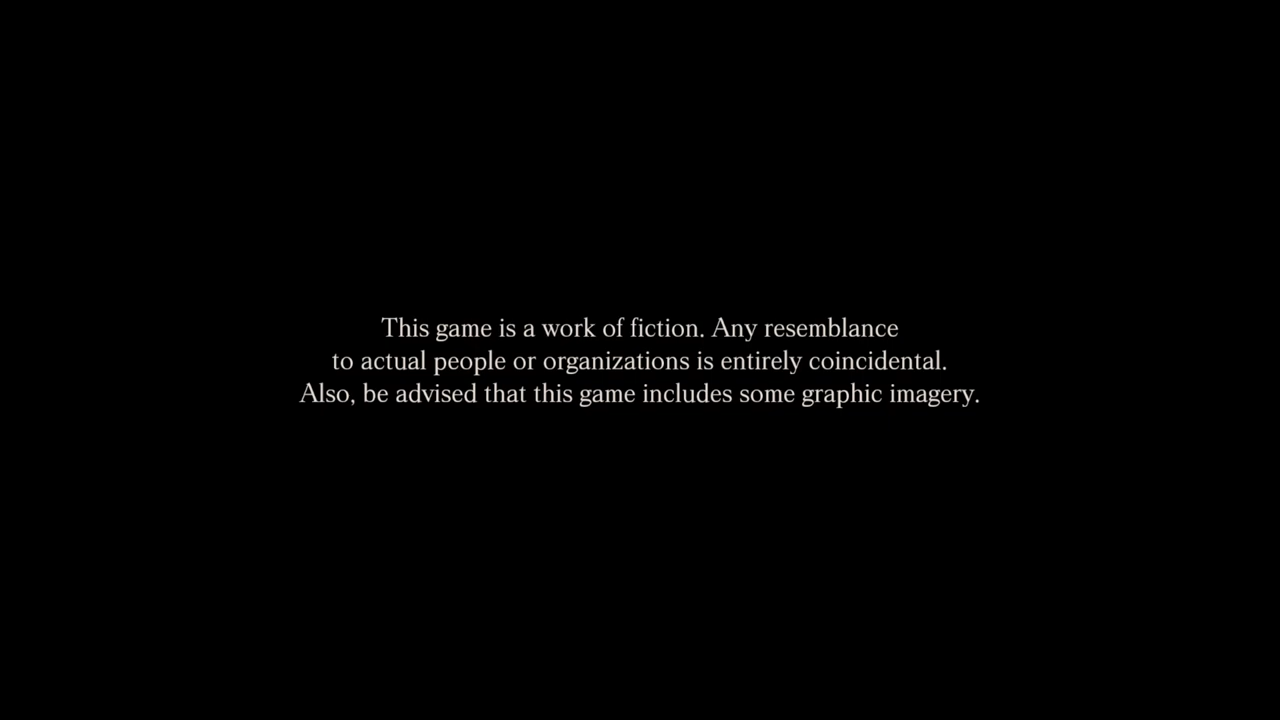 This game is a work of fiction. Any resemblance
to actual people or organizations is entirely coincidental.
Also, be advised that this game includes some graphic imagery.